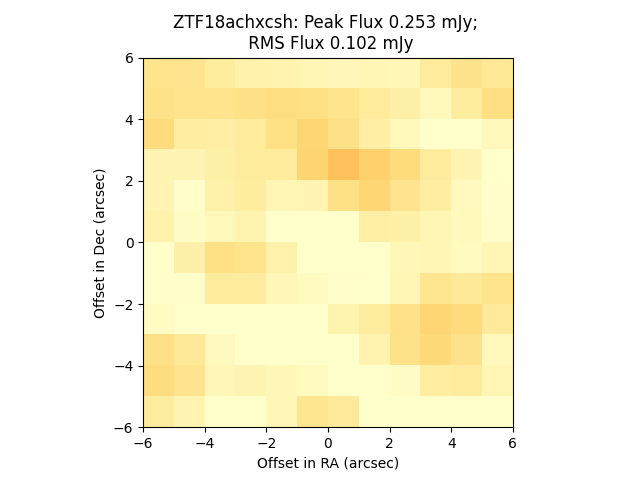 ZTF18achxcsh: Peak Flux 0.253 mJy;
RMS Flux 0.102 mJy
6
4
2
0
−2
−4
−6
Offset in Dec (arcsec)
−6 −4 −2 0 2 4 6
Offset in RA (arcsec)